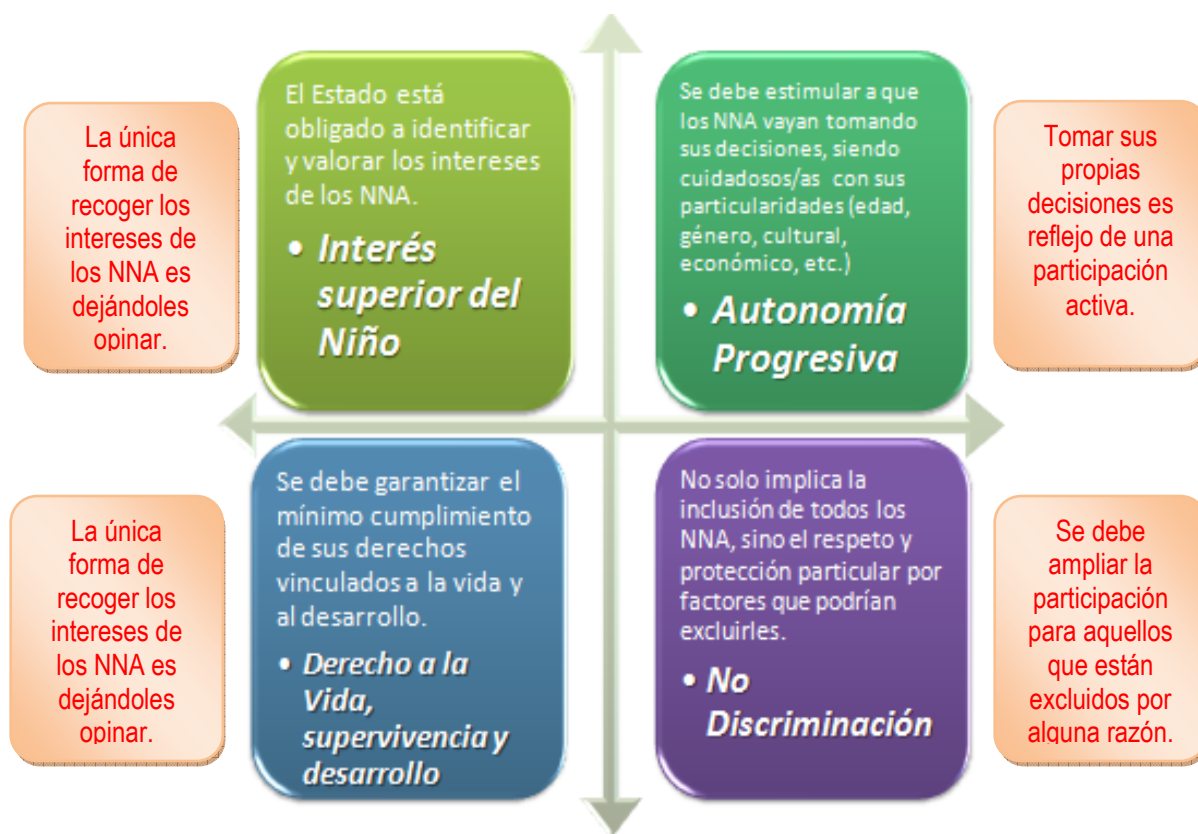 La única
forma de
recoger los
intereses de
los NNA es
dejándoles
opinar.
El Estado está
obligado a identificar
y valorar los intereses
de los NNA.
• Interés
superior del
Niño
Se debe estimular a que
los NNA vayan tomando
sus decisiones, siendo
cuidadosos/as con sus
particularidades (edad,
género, cultural,
económico, etc.)
• Autonomía
Progresiva
Tomar sus
propias
decisiones es
reflejo de una
participación
activa.
La única
forma de
recoger los
intereses de
los NNA es
dejándoles
opinar.
Se debe garantizar el
mínimo cumplimiento
de sus derechos
vinculados a la vida y
al desarrollo.
• Derecho a la
Vida,
supervivencia y
desarrollo
No solo implica la
inclusión de todos los
NNA, sino el respeto y
protección particular por
factores que podrían
excluirles.
• No
Discriminación
Se debe
ampliar la
participación
para aquellos
que están
excluidos por
alguna razón.